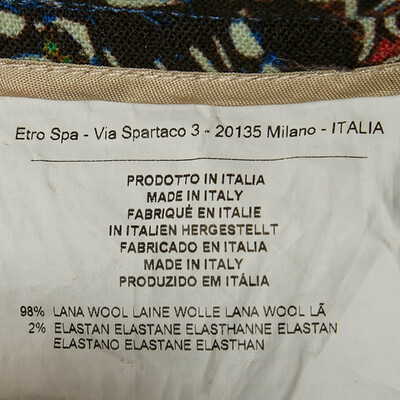 Etro Spa - Via Spartaco 3 - 20135 Milano - ITALIA
PRODOTTO IN ITALIA
MADE IN ITALY
FABRIQUÉ EN ITALIE
IN ITALIEN HERGESTELLT
FABRICADO EN ITALIA
MADE IN ITALY
PRODUZIDO EM ITÁLIA
98% LANA WOOL LAINE WOLLE LANA WOOL LÃ
2% ELASTAN ELASTANE ELASTHANNE ELASTAN
ELASTANO ELASTANE ELASTHAN